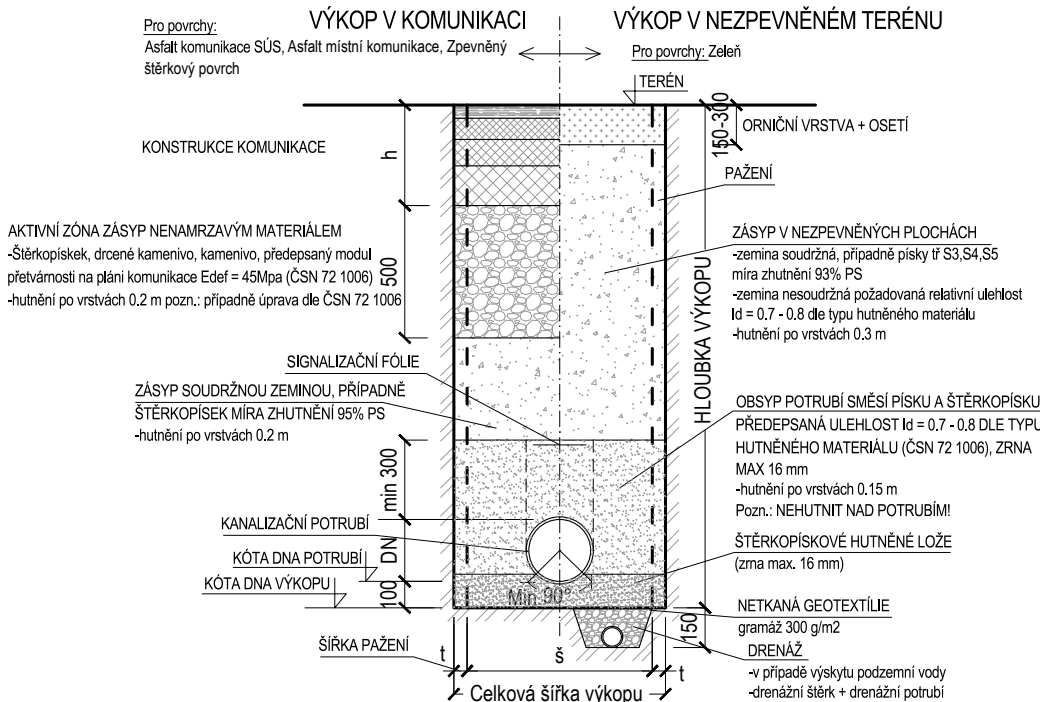 VÝKOP V KOMUNIKACI
VÝKOP V NEZPEVNĚNÉM TERÉNU
Pro povrchy:
Asfalt komunikace SÚS, Asfalt místní komunikace, Zpevněný
štěrkový povrch
Pro povrchy: Zeleň
TERÉN
150-300
ORNIČNÍ VRSTVA + OSETÍ
KONSTRUKCE KOMUNIKACE
h
PAŽENÍ
AKTIVNÍ ZÓNA ZÁSYP NENAMRZAVÝM MATERIÁLEM
-Štěrkopísek, drcené kamenivo, kamenivo, předepsaný modul
přetvárnosti na pláni komunikace Edef = 45Mpa (ČSN 72 1006)
-hutnění po vrstvách 0.2 m pozn.: případně úprava dle ČSN 72 1006
500
ZÁSYP V NEZPEVNĚNÝCH PLOCHÁCH
-zemina soudržná, případně písky tř S3,S4,S5
míra zhutnění 93% PS
-zemina nesoudržná požadovaná relativní ulehlost
Id = 0.7 - 0.8 dle typu hutněného materiálu
-hutnění po vrstvách 0.3 m
HLOUBKA VÝKOPU
SIGNALIZAČNÍ FÓLIE
ZÁSYP SOUDRŽNOU ZEMINOU, PŘÍPADNĚ
ŠTĚRKOPÍSEK MÍRA ZHUTNĚNÍ 95% PS
-hutnění po vrstvách 0.2 m
OBSYP POTRUBÍ SMĚSÍ PÍSKU A ŠTĚRKOPÍSKU
PŘEDEPSANÁ ULEHLOST Id = 0.7 - 0.8 DLE TYPU
HUTNĚNÉHO MATERIÁLU (ČSN 72 1006), ZRNA
MAX 16 mm
-hutnění po vrstvách 0.15 m
Pozn.: NEHUTNIT NAD POTRUBÍM!
min 300
KANALIZAČNÍ POTRUBÍ
DN
KÓTA DNA POTRUBÍ
KÓTA DNA VÝKOPU
100
Min 90°
ŠTĚRKOPÍSKOVÉ HUTNĚNÉ LOŽE
(zrna max. 16 mm)
NETKANÁ GEOTEXTÍLIE
gramáž 300 g/m2
150
DRENÁŽ
-v případě výskytu podzemní vody
-drenážní štěrk + drenážní potrubí
ŠÍŘKA PAŽENÍ
t
š
t
Celková šířka výkopu